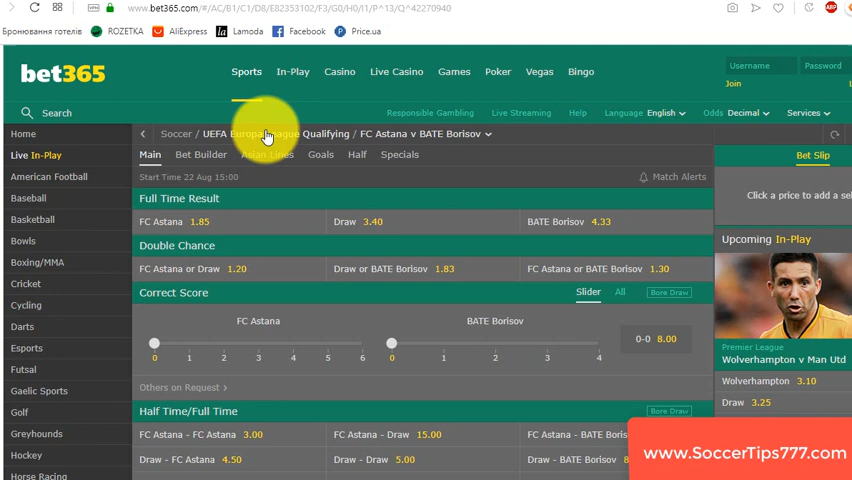 www.bet365.com/#/AC/B1/C1/D8/E82353102/F3/G0/H0/I1/P^13/Q^42270940
VPN
ABP
Бронювання готелів ROZETKA AliExpress Lamoda Facebook Price.ua
bet365
Sports In-Play Casino Live Casino Games Poker Vegas Bingo
Username Password
Join
Search
Responsible Gambling Live Streaming Help Language English Odds Decimal Services
Home
Soccer / UEFA Europa League Qualifying / FC Astana v BATE Borisov
Live In-Play
Main Bet Builder Asian Lines Goals Half Specials
Bet Slip
American Football
Start Time 22 Aug 15:00
Match Alerts
Baseball
Full Time Result
Click a price to add a sel
Basketball
FC Astana 1.85 Draw 3.40 BATE Borisov 4.33
Bowls
Double Chance
Upcoming In-Play
Boxing/MMA
FC Astana or Draw 1.20 Draw or BATE Borisov 1.83 FC Astana or BATE Borisov 1.30
Cricket
Correct Score
Slider All Bore Draw
Cycling
FC Astana BATE Borisov
Darts
0-0 8.00
Esports
0 1 2 3 4 5 6
0 1 2 3 4
Premier League
Wolverhampton v Man Utd
Futsal
Gaelic Sports
Others on Request
Wolverhampton 3.10
Golf
Half Time/Full Time
Bore Draw
Draw 3.25
Greyhounds
FC Astana - FC Astana 3.00 FC Astana - Draw 15.00 FC Astana - BATE Boris
Hockey
Draw - FC Astana 4.50 Draw - Draw 5.00 Draw - BATE Borisov 8
Horse Racing
www.SoccerTips777.com